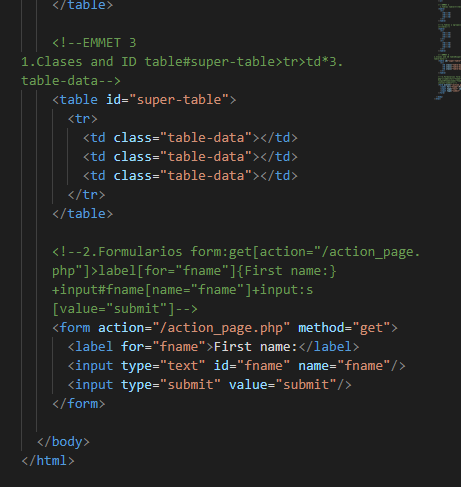 </table>
<!--EMMET 3
1.Clases and ID table#super-table>tr>td*3.
table-data-->
<table id="super-table">
<tr>
<td class="table-data"></td>
<td class="table-data"></td>
<td class="table-data"></td>
</tr>
</table>
<!--2.Formularios form:get[action="/action_page.
php"]>label[for="fname"]{First name:}
+input#fname[name="fname"]+input:s
[value="submit"]-->
<form action="/action_page.php" method="get">
<label for="fname">First name:</label>
<input type="text" id="fname" name="fname"/>
<input type="submit" value="submit"/>
</form>
</body>
</html>